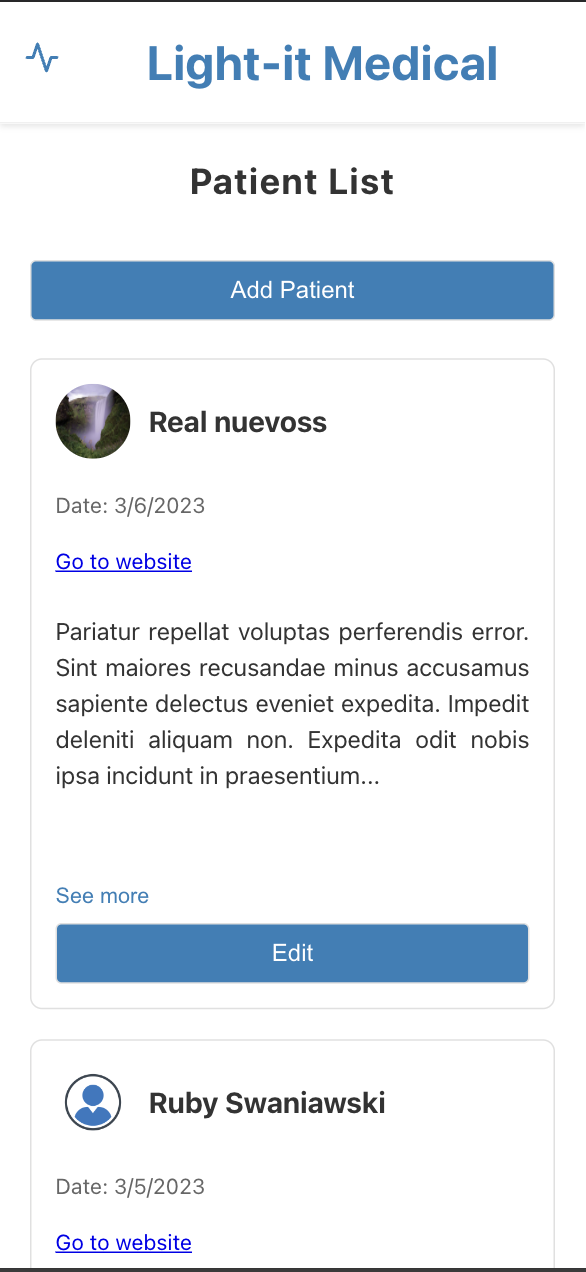 Light-it Medical
Patient List
Add Patient
Real nuevoss
Date: 3/6/2023
Go to website
Pariatur repellat voluptas perferendis error.
Sint maiores recusandae minus accusamus
sapiente delectus eveniet expedita. Impedit
deleniti aliquam non. Expedita odit nobis
ipsa incidunt in praesentium...
See more
Edit
Ruby Swaniawski
Date: 3/5/2023
Go to website